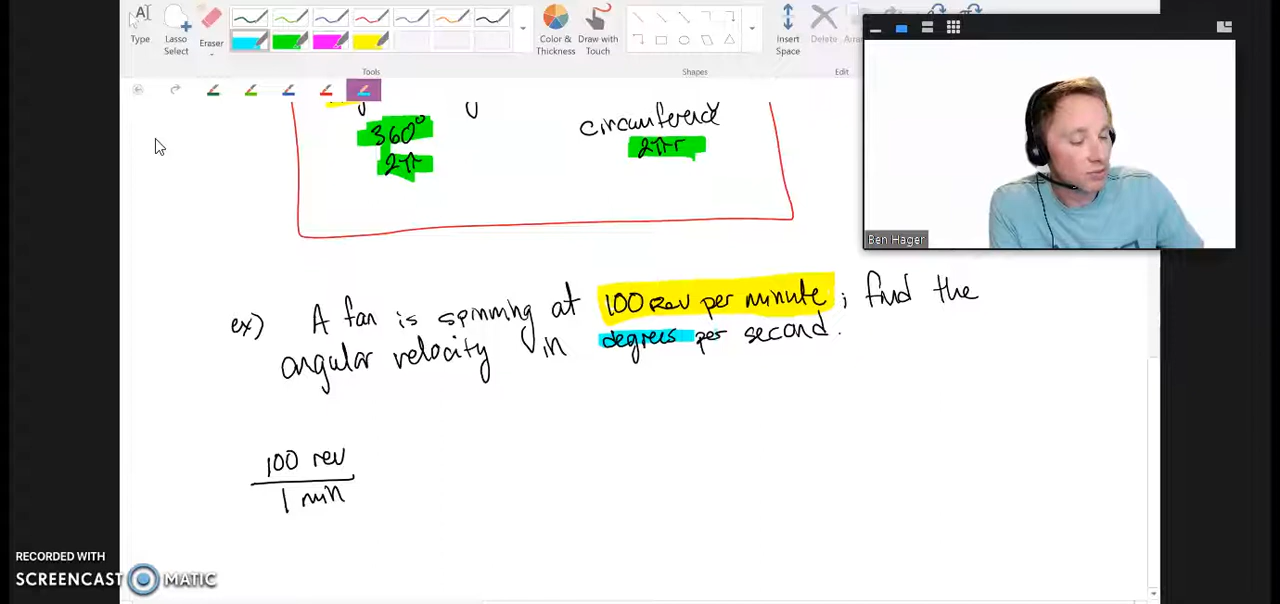 Type
Lasso
Select
Eraser
Color &
Thickness
Draw with
Touch
Insert
Space
Delete
Tools
Shapes
Edit
360°
2π
circumference
2πr
Ben Hager
ex) A fan is spinning at 100 rev per minute; find the
angular velocity in degrees per second.
100 rev
1 min
RECORDED WITH
SCREENCAST MATIC